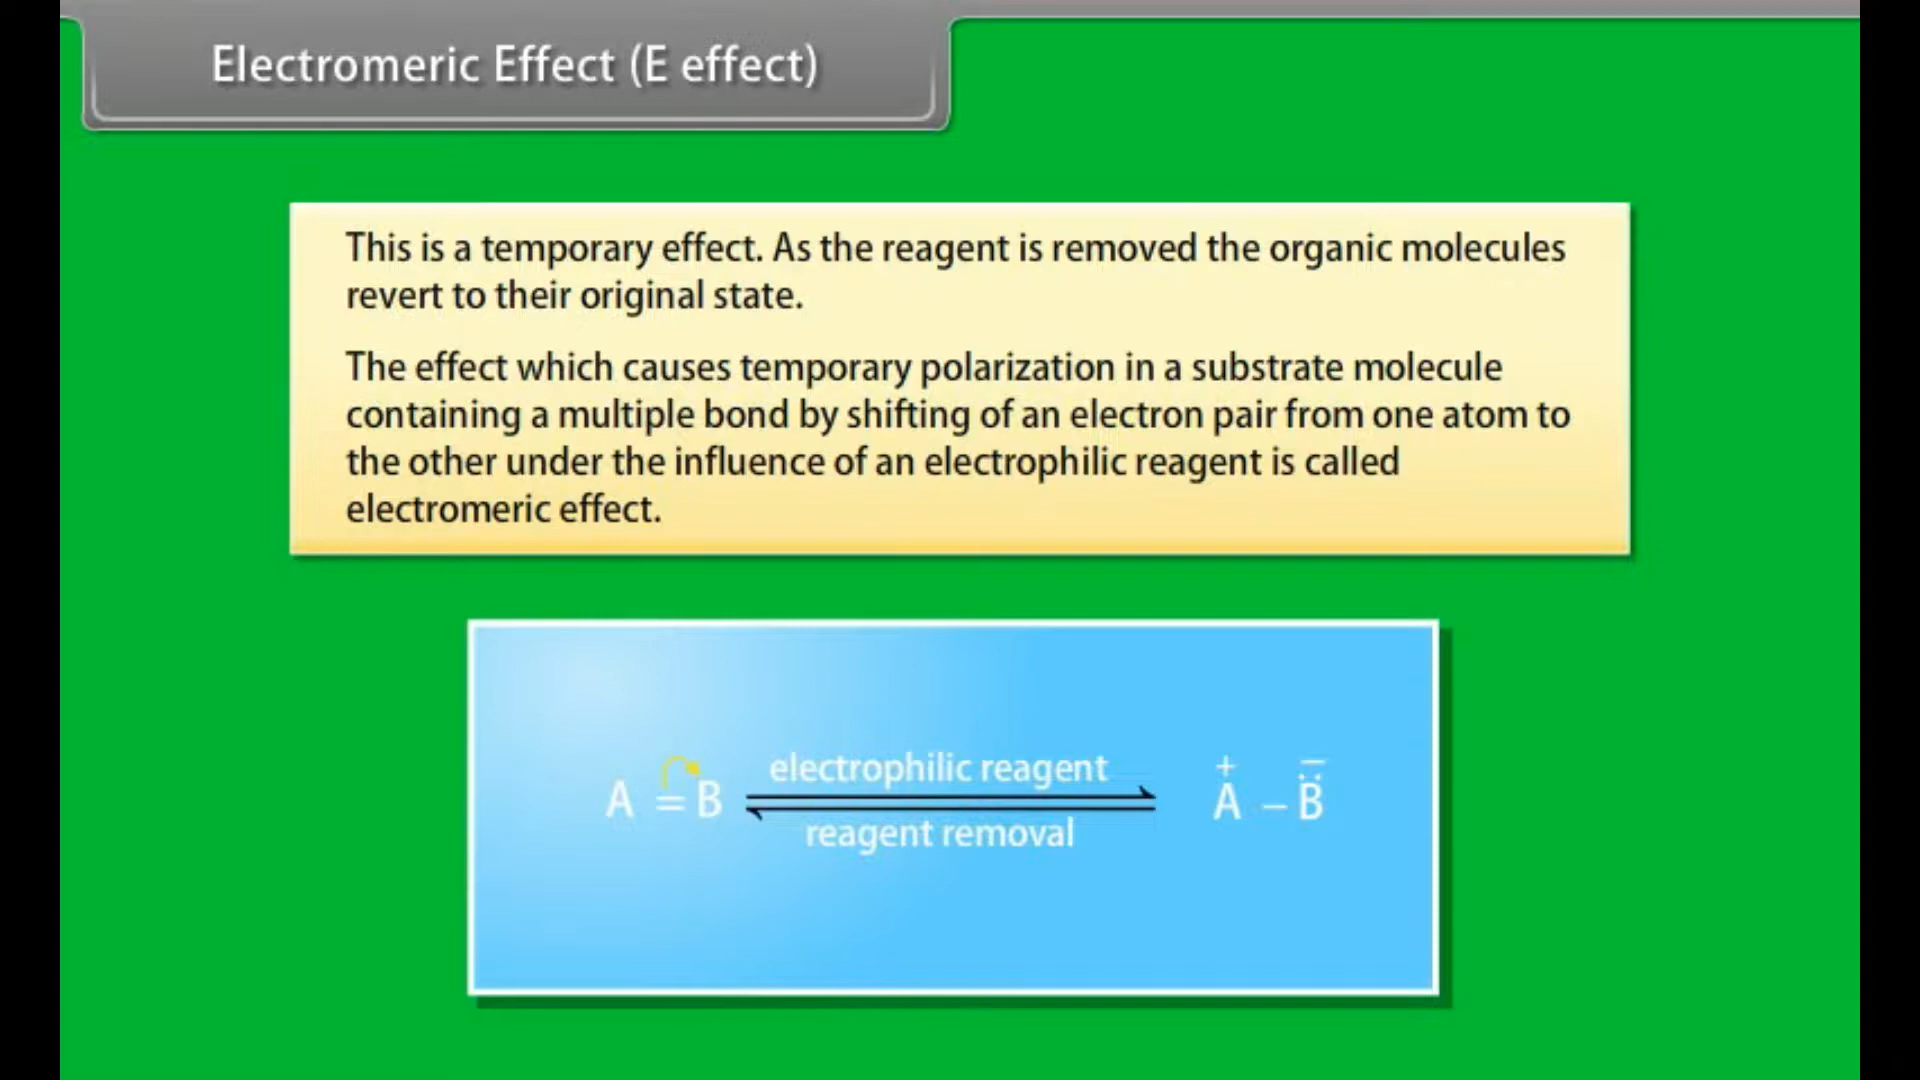 Electromeric Effect (E effect)
This is a temporary effect. As the reagent is removed the organic molecules
revert to their original state.
The effect which causes temporary polarization in a substrate molecule
containing a multiple bond by shifting of an electron pair from one atom to
the other under the influence of an electrophilic reagent is called
electromeric effect.
electrophilic reagent
+ −
A = B A – B̈
reagent removal